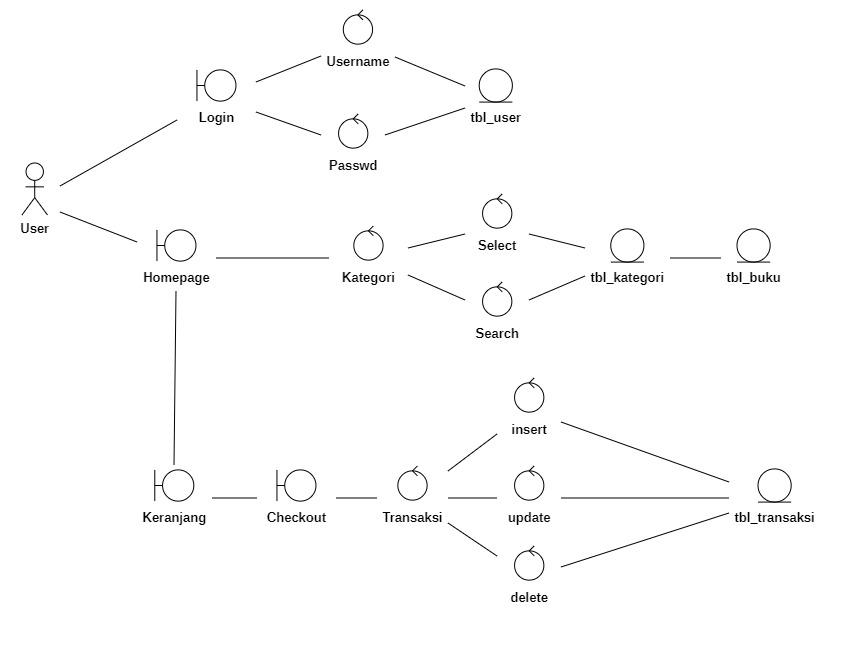 Username
Login
tbl_user
Passwd
User
Select
Homepage
Kategori
tbl_kategori
tbl_buku
Search
insert
Keranjang
Checkout
Transaksi
update
tbl_transaksi
delete